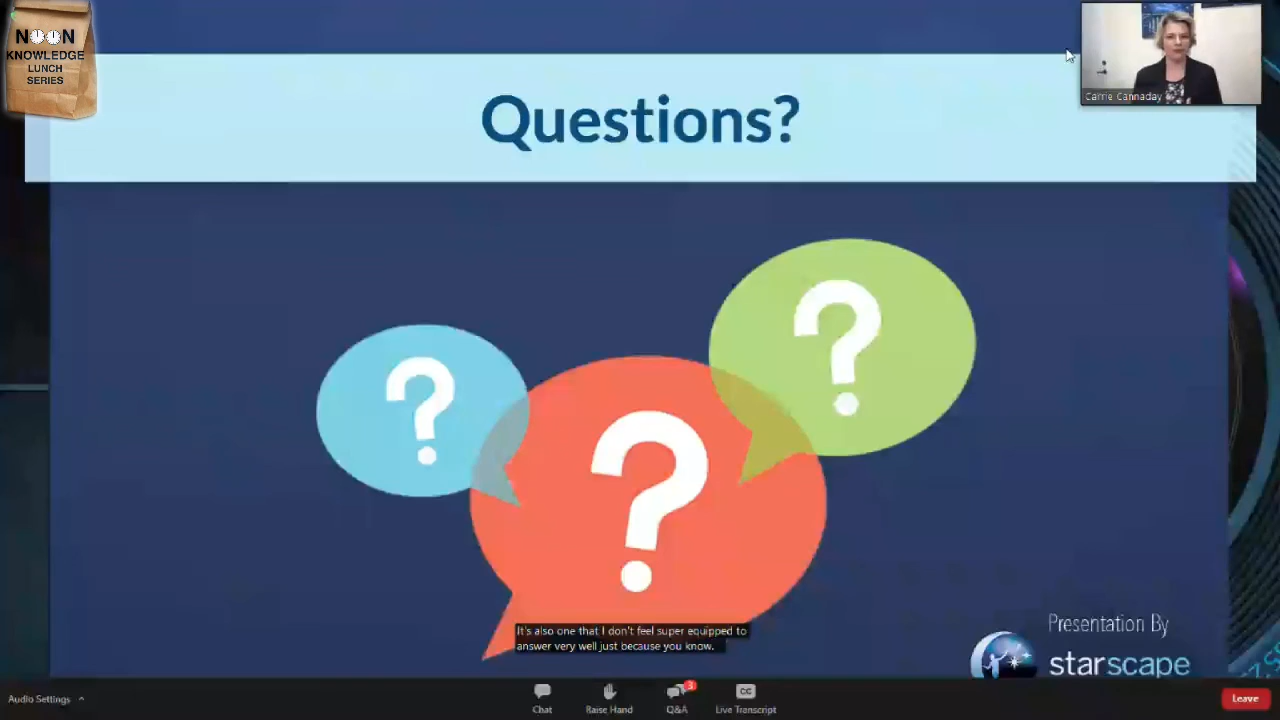 NOON
KNOWLEDGE
LUNCH
SERIES
Carrie Cannaday
Questions?
?
?
?
It's also one that I don't feel super equipped to
answer very well just because you know.
Presentation By
starscape
Audio Settings
Chat
Raise Hand
3
Q&A
CC
Live Transcript
Leave